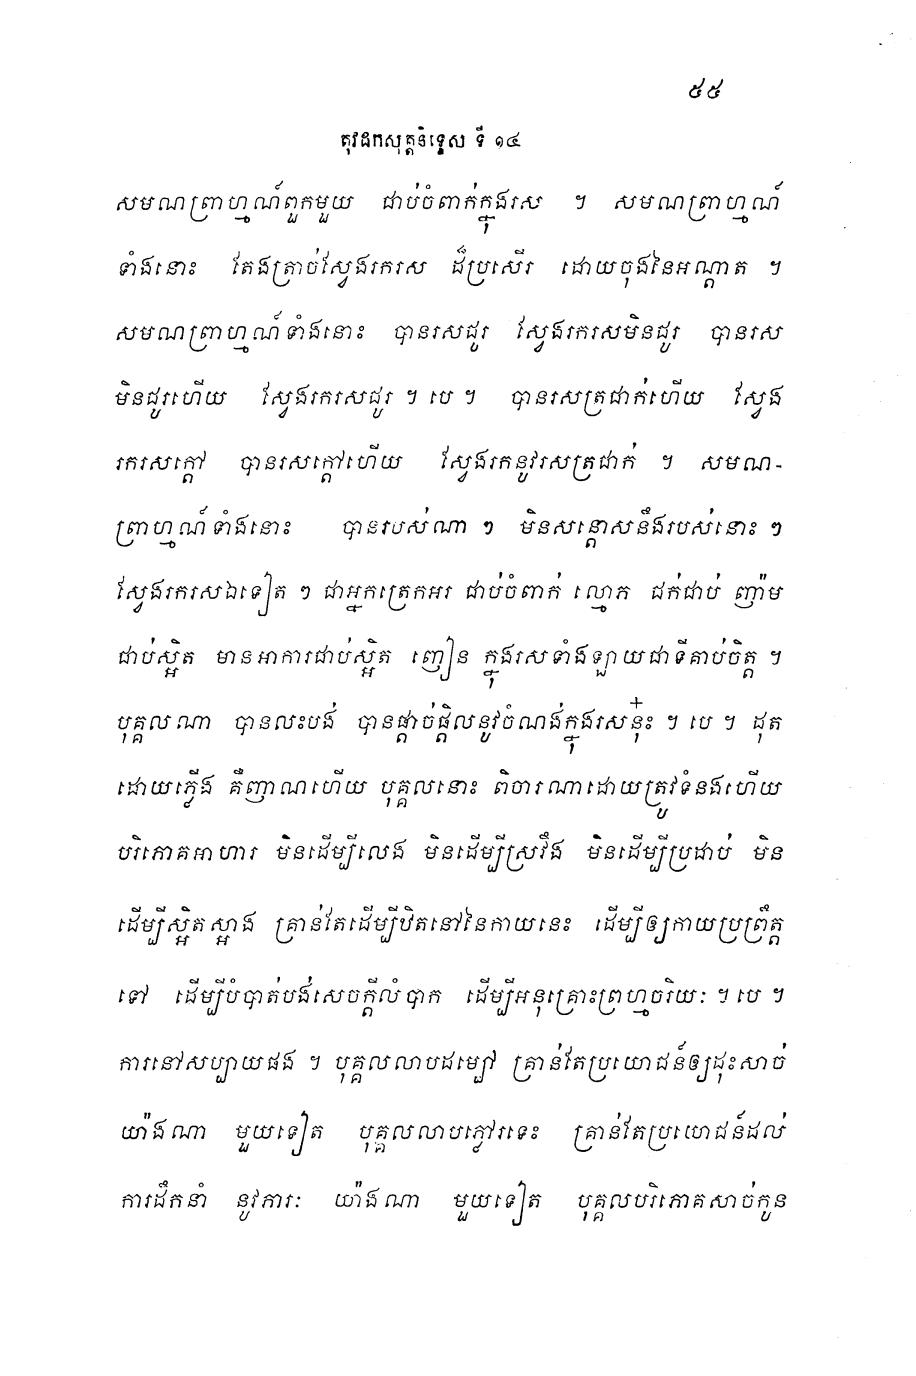 ៥៥
តុវដកសុត្តនិទ្ទេស ទី ១៤
សមណព្រាហ្មណ៍ពួកមួយ ជាប់ចំពាក់ក្នុងរស ។ សមណព្រាហ្មណ៍
ទាំងនោះ តែងត្រាច់ស្វែងរករស ដ៏ប្រសើរ ដោយចុងនៃអណ្តាត ។
សមណព្រាហ្មណ៍ទាំងនោះ បានរសជូរ ស្វែងរករសមិនជូរ បានរស
មិនជូរហើយ ស្វែងរករសជូរ ។ បេ ។ បានរសត្រជាក់ហើយ ស្វែង
រករសក្តៅ បានរសក្តៅហើយ ស្វែងរកនូវរសត្រជាក់ ។ សមណ-
ព្រាហ្មណ៍ទាំងនោះ បានរបស់ណា ៗ មិនសន្តោសនឹងរបស់នោះ ៗ
ស្វែងរករសឯទៀត ៗ ជាអ្នកត្រេកអរ ជាប់ចំពាក់ ល្មោភ ជក់ជាប់ ញ៉ាម
ជាប់ស្អិត មានអាការជាប់ស្អិត ញៀន ក្នុងរសទាំងឡាយជាទីគាប់ចិត្ត ។
បុគ្គលណា បានលះបង់ បានផ្តាច់ផ្តិលនូវចំណង់ក្នុងរសនុ៎ះ ។ បេ ។ ដុត
ដោយភ្លើង គឺញាណហើយ បុគ្គលនោះ ពិចារណាដោយត្រូវទំនងហើយ
បរិភោគអាហារ មិនដើម្បីលេង មិនដើម្បីស្រវឹង មិនដើម្បីប្រដាប់ មិន
ដើម្បីស្អិតស្អាង គ្រាន់តែដើម្បីឋិតនៅនៃកាយនេះ ដើម្បីឲ្យកាយប្រព្រឹត្ត
ទៅ ដើម្បីបំបាត់បង់សេចក្តីលំបាក ដើម្បីអនុគ្រោះព្រហ្មចរិយៈ ។ បេ ។
ការនៅសប្បាយផង ។ បុគ្គលលាបដម្បៅ គ្រាន់តែប្រយោជន៍ឲ្យដុះសាច់
យ៉ាងណា មួយទៀត បុគ្គលលាបភ្លៅរទេះ គ្រាន់តែប្រយោជន៍ដល់
ការដឹកនាំ នូវភារៈ យ៉ាងណា មួយទៀត បុគ្គលបរិភោគសាច់កូន